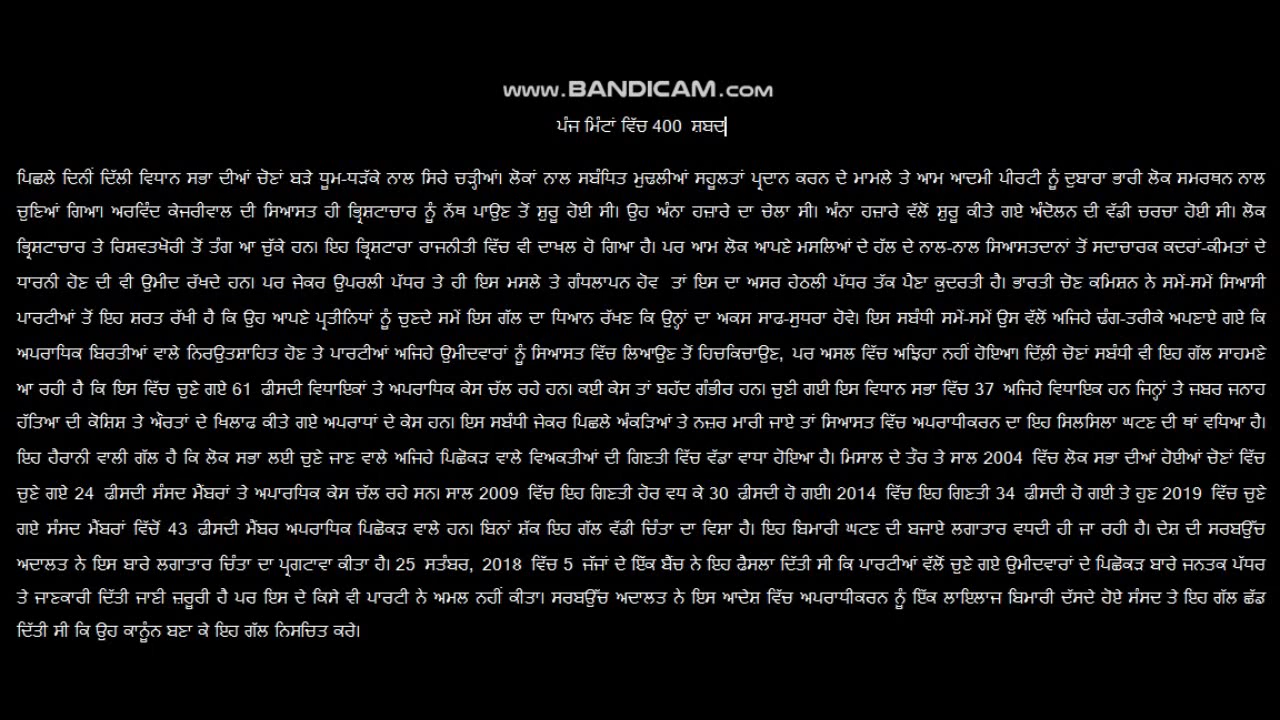 www.BANDICAM.com
ਪੰਜ ਮਿੰਟਾਂ ਵਿੱਚ 400 ਸ਼ਬਦ
ਪਿਛਲੇ ਦਿਨੀਂ ਦਿੱਲੀ ਵਿਧਾਨ ਸਭਾ ਦੀਆਂ ਚੋਣਾਂ ਬੜੇ ਧੂਮ-ਧੜੱਕੇ ਨਾਲ ਸਿਰੇ ਚੜ੍ਹੀਆਂ। ਲੋਕਾਂ ਨਾਲ ਸਬੰਧਿਤ ਮੁਢਲੀਆਂ ਸਹੂਲਤਾਂ ਪ੍ਰਦਾਨ ਕਰਨ ਦੇ ਮਾਮਲੇ ਤੇ ਆਮ ਆਦਮੀ ਪੀਰਟੀ ਨੂੰ ਦੁਬਾਰਾ ਭਾਰੀ ਲੋਕ ਸਮਰਥਨ ਨਾਲ
ਚੁਣਿਆਂ ਗਿਆ। ਅਰਵਿੰਦ ਕੇਜਰੀਵਾਲ ਦੀ ਸਿਆਸਤ ਹੀ ਭ੍ਰਿਸ਼ਟਾਚਾਰ ਨੂੰ ਨੱਥ ਪਾਉਣ ਤੋਂ ਸ਼ੁਰੂ ਹੋਈ ਸੀ। ਉਹ ਅੰਨਾ ਹਜ਼ਾਰੇ ਦਾ ਚੇਲਾ ਸੀ। ਅੰਨਾ ਹਜ਼ਾਰੇ ਵੱਲੋਂ ਸ਼ੁਰੂ ਕੀਤੇ ਗਏ ਅੰਦੋਲਨ ਦੀ ਵੱਡੀ ਚਰਚਾ ਹੋਈ ਸੀ। ਲੋਕ
ਭ੍ਰਿਸ਼ਟਾਚਾਰ ਤੇ ਰਿਸ਼ਵਤਖੋਰੀ ਤੋਂ ਤੰਗ ਆ ਚੁੱਕੇ ਹਨ। ਇਹ ਭ੍ਰਿਸ਼ਟਾਰਾ ਰਾਜਨੀਤੀ ਵਿੱਚ ਵੀ ਦਾਖਲ ਹੋ ਗਿਆ ਹੈ। ਪਰ ਆਮ ਲੋਕ ਆਪਣੇ ਮਸਲਿਆਂ ਦੇ ਹੱਲ ਦੇ ਨਾਲ-ਨਾਲ ਸਿਆਸਤਦਾਨਾਂ ਤੋਂ ਸਦਾਚਾਰਕ ਕਦਰਾਂ-ਕੀਮਤਾਂ ਦੇ
ਧਾਰਨੀ ਹੋਣ ਦੀ ਵੀ ਉਮੀਦ ਰੱਖਦੇ ਹਨ। ਪਰ ਜੇਕਰ ਉਪਰਲੀ ਪੱਧਰ ਤੇ ਹੀ ਇਸ ਮਸਲੇ ਤੇ ਗੰਧਲਾਪਨ ਹੋਵ ਤਾਂ ਇਸ ਦਾ ਅਸਰ ਹੇਠਲੀ ਪੱਧਰ ਤੱਕ ਪੈਣਾ ਕੁਦਰਤੀ ਹੈ। ਭਾਰਤੀ ਚੋਣ ਕਮਿਸ਼ਨ ਨੇ ਸਮੇਂ-ਸਮੇਂ ਸਿਆਸੀ
ਪਾਰਟੀਆਂ ਤੋਂ ਇਹ ਸ਼ਰਤ ਰੱਖੀ ਹੈ ਕਿ ਉਹ ਆਪਣੇ ਪ੍ਰਤੀਨਿਧਾਂ ਨੂੰ ਚੁਣਦੇ ਸਮੇਂ ਇਸ ਗੱਲ ਦਾ ਧਿਆਨ ਰੱਖਣ ਕਿ ਉਨ੍ਹਾਂ ਦਾ ਅਕਸ ਸਾਫ-ਸੁਧਰਾ ਹੋਵੇ। ਇਸ ਸਬੰਧੀ ਸਮੇਂ-ਸਮੇਂ ਉਸ ਵੱਲੋਂ ਅਜਿਹੇ ਢੰਗ-ਤਰੀਕੇ ਅਪਣਾਏ ਗਏ ਕਿ
ਅਪਰਾਧਿਕ ਬਿਰਤੀਆਂ ਵਾਲੇ ਨਿਰਉਤਸ਼ਾਹਿਤ ਹੋਣ ਤੇ ਪਾਰਟੀਆਂ ਅਜਿਹੇ ਉਮੀਦਵਾਰਾਂ ਨੂੰ ਸਿਆਸਤ ਵਿੱਚ ਲਿਆਉਣ ਤੋਂ ਹਿਚਕਿਚਾਉਣ, ਪਰ ਅਸਲ ਵਿੱਚ ਅਝਿਹਾ ਨਹੀਂ ਹੋਇਆ। ਦਿੱਲੀ ਚੋਣਾਂ ਸਬੰਧੀ ਵੀ ਇਹ ਗੱਲ ਸਾਹਮਣੇ
ਆ ਰਹੀ ਹੈ ਕਿ ਇਸ ਵਿੱਚ ਚੁਣੇ ਗਏ 61 ਫੀਸਦੀ ਵਿਧਾਇਕਾਂ ਤੇ ਅਪਰਾਧਿਕ ਕੇਸ ਚੱਲ ਰਹੇ ਹਨ। ਕਈ ਕੇਸ ਤਾਂ ਬਹੱਦ ਗੰਭੀਰ ਹਨ। ਚੁਣੀ ਗਈ ਇਸ ਵਿਧਾਨ ਸਭਾ ਵਿੱਚ 37 ਅਜਿਹੇ ਵਿਧਾਇਕ ਹਨ ਜਿਨ੍ਹਾਂ ਤੇ ਜਬਰ ਜਨਾਹ
ਹੱਤਿਆ ਦੀ ਕੋਸ਼ਿਸ਼ ਤੇ ਔਰਤਾਂ ਦੇ ਖਿਲਾਫ ਕੀਤੇ ਗਏ ਅਪਰਾਧਾਂ ਦੇ ਕੇਸ ਹਨ। ਇਸ ਸਬੰਧੀ ਜੇਕਰ ਪਿਛਲੇ ਅੰਕੜਿਆਂ ਤੇ ਨਜ਼ਰ ਮਾਰੀ ਜਾਏ ਤਾਂ ਸਿਆਸਤ ਵਿੱਚ ਅਪਰਾਧੀਕਰਨ ਦਾ ਇਹ ਸਿਲਸਿਲਾ ਘਟਣ ਦੀ ਥਾਂ ਵਧਿਆ ਹੈ।
ਇਹ ਹੈਰਾਨੀ ਵਾਲੀ ਗੱਲ ਹੈ ਕਿ ਲੋਕ ਸਭਾ ਲਈ ਚੁਣੇ ਜਾਣ ਵਾਲੇ ਅਜਿਹੇ ਪਿਛੋਕੜ ਵਾਲੇ ਵਿਅਕਤੀਆਂ ਦੀ ਗਿਣਤੀ ਵਿੱਚ ਵੱਡਾ ਵਾਧਾ ਹੋਇਆ ਹੈ। ਮਿਸਾਲ ਦੇ ਤੌਰ ਤੇ ਸਾਲ 2004 ਵਿੱਚ ਲੋਕ ਸਭਾ ਦੀਆਂ ਹੋਈਆਂ ਚੋਣਾਂ ਵਿੱਚ
ਚੁਣੇ ਗਏ 24 ਫੀਸਦੀ ਸੰਸਦ ਮੈਂਬਰਾਂ ਤੇ ਅਪਾਰਧਿਕ ਕੇਸ ਚੱਲ ਰਹੇ ਸਨ। ਸਾਲ 2009 ਵਿੱਚ ਇਹ ਗਿਣਤੀ ਹੋਰ ਵਧ ਕੇ 30 ਫੀਸਦੀ ਹੋ ਗਈ। 2014 ਵਿੱਚ ਇਹ ਗਿਣਤੀ 34 ਫੀਸਦੀ ਹੋ ਗਈ ਤੇ ਹੁਣ 2019 ਵਿੱਚ ਚੁਣੇ
ਗਏ ਸੰਸਦ ਮੈਂਬਰਾਂ ਵਿੱਚੋਂ 43 ਫੀਸਦੀ ਮੈਂਬਰ ਅਪਰਾਧਿਕ ਪਿਛੋਕੜ ਵਾਲੇ ਹਨ। ਬਿਨਾਂ ਸ਼ੱਕ ਇਹ ਗੱਲ ਵੱਡੀ ਚਿੰਤਾ ਦਾ ਵਿਸ਼ਾ ਹੈ। ਇਹ ਬਿਮਾਰੀ ਘਟਣ ਦੀ ਬਜਾਏ ਲਗਾਤਾਰ ਵਧਦੀ ਹੀ ਜਾ ਰਹੀ ਹੈ। ਦੇਸ਼ ਦੀ ਸਰਬਉੱਚ
ਅਦਾਲਤ ਨੇ ਇਸ ਬਾਰੇ ਲਗਾਤਾਰ ਚਿੰਤਾ ਦਾ ਪ੍ਰਗਟਾਵਾ ਕੀਤਾ ਹੈ। 25 ਸਤੰਬਰ, 2018 ਵਿੱਚ 5 ਜੱਜਾਂ ਦੇ ਇੱਕ ਬੈਂਚ ਨੇ ਇਹ ਫੈਸਲਾ ਦਿੱਤੀ ਸੀ ਕਿ ਪਾਰਟੀਆਂ ਵੱਲੋਂ ਚੁਣੇ ਗਏ ਉਮੀਦਵਾਰਾਂ ਦੇ ਪਿਛੋਕੜ ਬਾਰੇ ਜਨਤਕ ਪੱਧਰ
ਤੇ ਜਾਣਕਾਰੀ ਦਿੱਤੀ ਜਾਈ ਜ਼ਰੂਰੀ ਹੈ ਪਰ ਇਸ ਦੇ ਕਿਸੇ ਵੀ ਪਾਰਟੀ ਨੇ ਅਮਲ ਨਹੀਂ ਕੀਤਾ। ਸਰਬਉੱਚ ਅਦਾਲਤ ਨੇ ਇਸ ਆਦੇਸ਼ ਵਿੱਚ ਅਪਰਾਧੀਕਰਨ ਨੂੰ ਇੱਕ ਲਾਇਲਾਜ ਬਿਮਾਰੀ ਦੱਸਦੇ ਹੋਏ ਸੰਸਦ ਤੇ ਇਹ ਗੱਲ ਛੱਡ
ਦਿੱਤੀ ਸੀ ਕਿ ਉਹ ਕਾਨੂੰਨ ਬਣਾ ਕੇ ਇਹ ਗੱਲ ਨਿਸਚਿਤ ਕਰੇ।